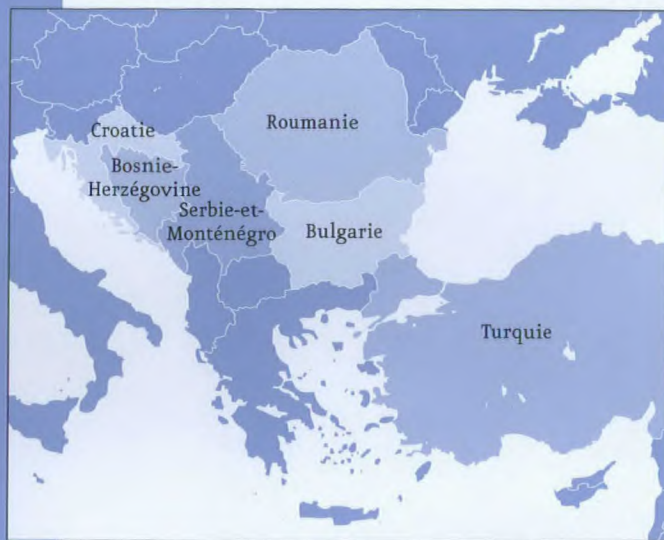 Croatie
Roumanie
Bosnie-
Herzégovine
Serbie-et-
Monténégro
Bulgarie
Turquie